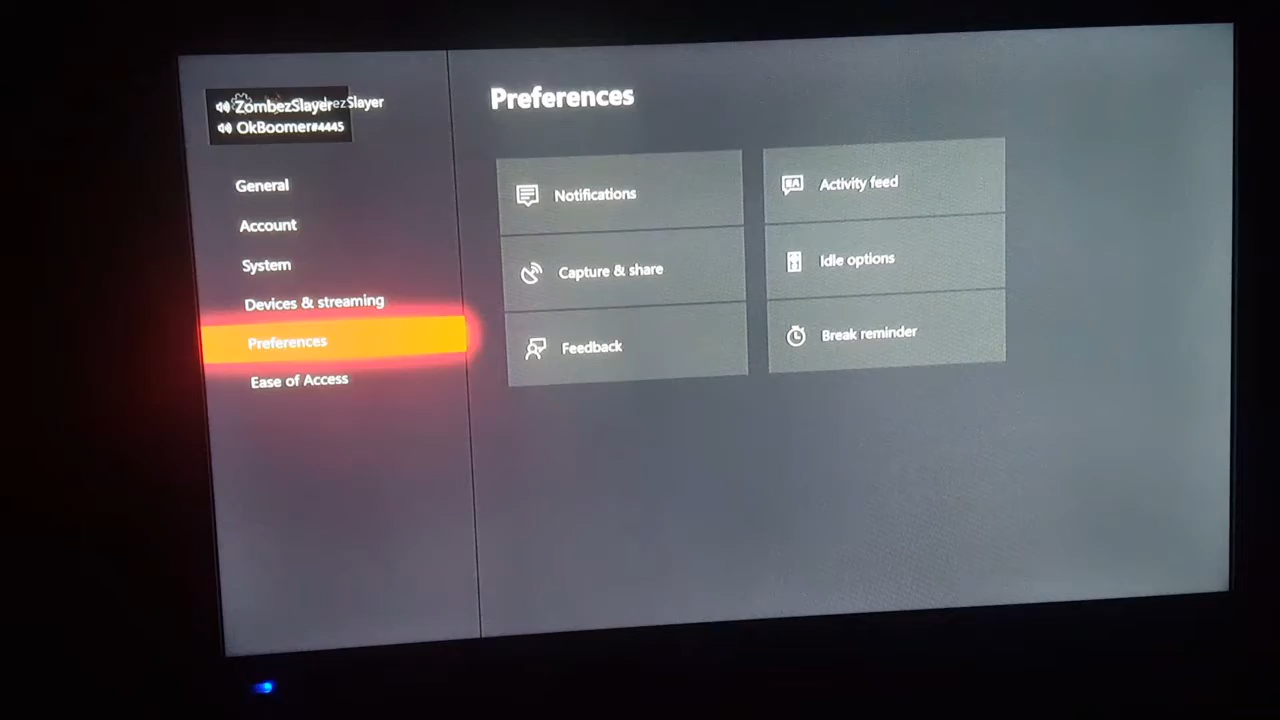 ZombezSlayer
ZombezSlayer
OkBoomer#4445
General
Account
System
Devices & streaming
Preferences
Ease of Access
Preferences
Notifications
Capture & share
Feedback
Activity feed
Idle options
Break reminder